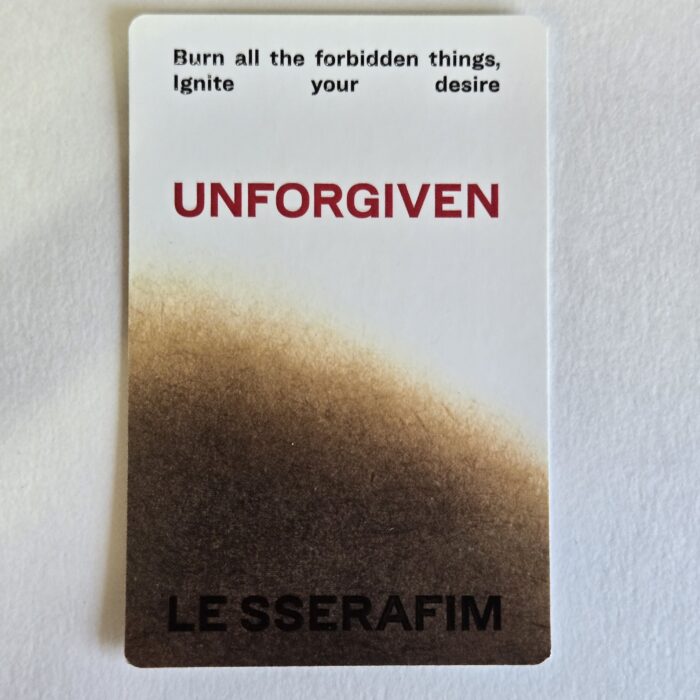 Burn all the forbidden things,
Ignite your desire
UNFORGIVEN
LE SSERAFIM